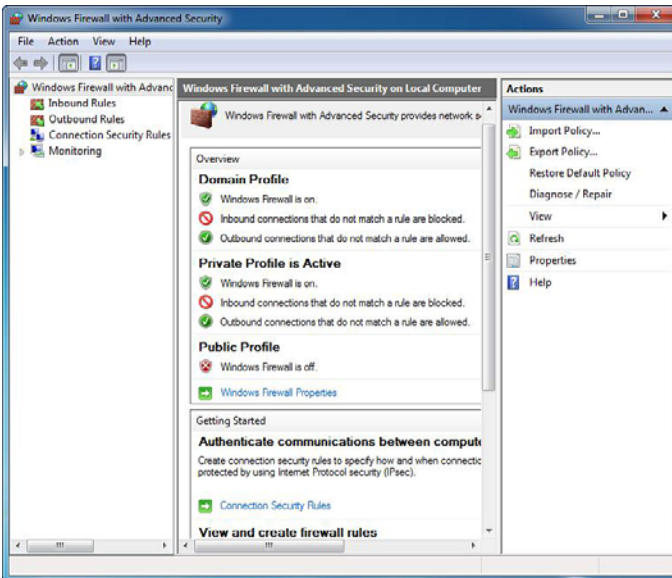 Windows Firewall with Advanced Security
File Action View Help
Windows Firewall with Advanc
Inbound Rules
Outbound Rules
Connection Security Rules
Monitoring
Windows Firewall with Advanced Security on Local Computer
Windows Firewall with Advanced Security provides network s
Overview
Domain Profile
Windows Firewall is on.
Inbound connections that do not match a rule are blocked.
Outbound connections that do not match a rule are allowed.
Private Profile is Active
Windows Firewall is on.
Inbound connections that do not match a rule are blocked.
Outbound connections that do not match a rule are allowed.
Public Profile
Windows Firewall is off.
Windows Firewall Properties
Getting Started
Authenticate communications between compute
Create connection security rules to specify how and when connectic
protected by using Internet Protocol security (IPsec).
Connection Security Rules
View and create firewall rules
Actions
Windows Firewall with Advan...
Import Policy...
Export Policy...
Restore Default Policy
Diagnose / Repair
View
Refresh
Properties
Help